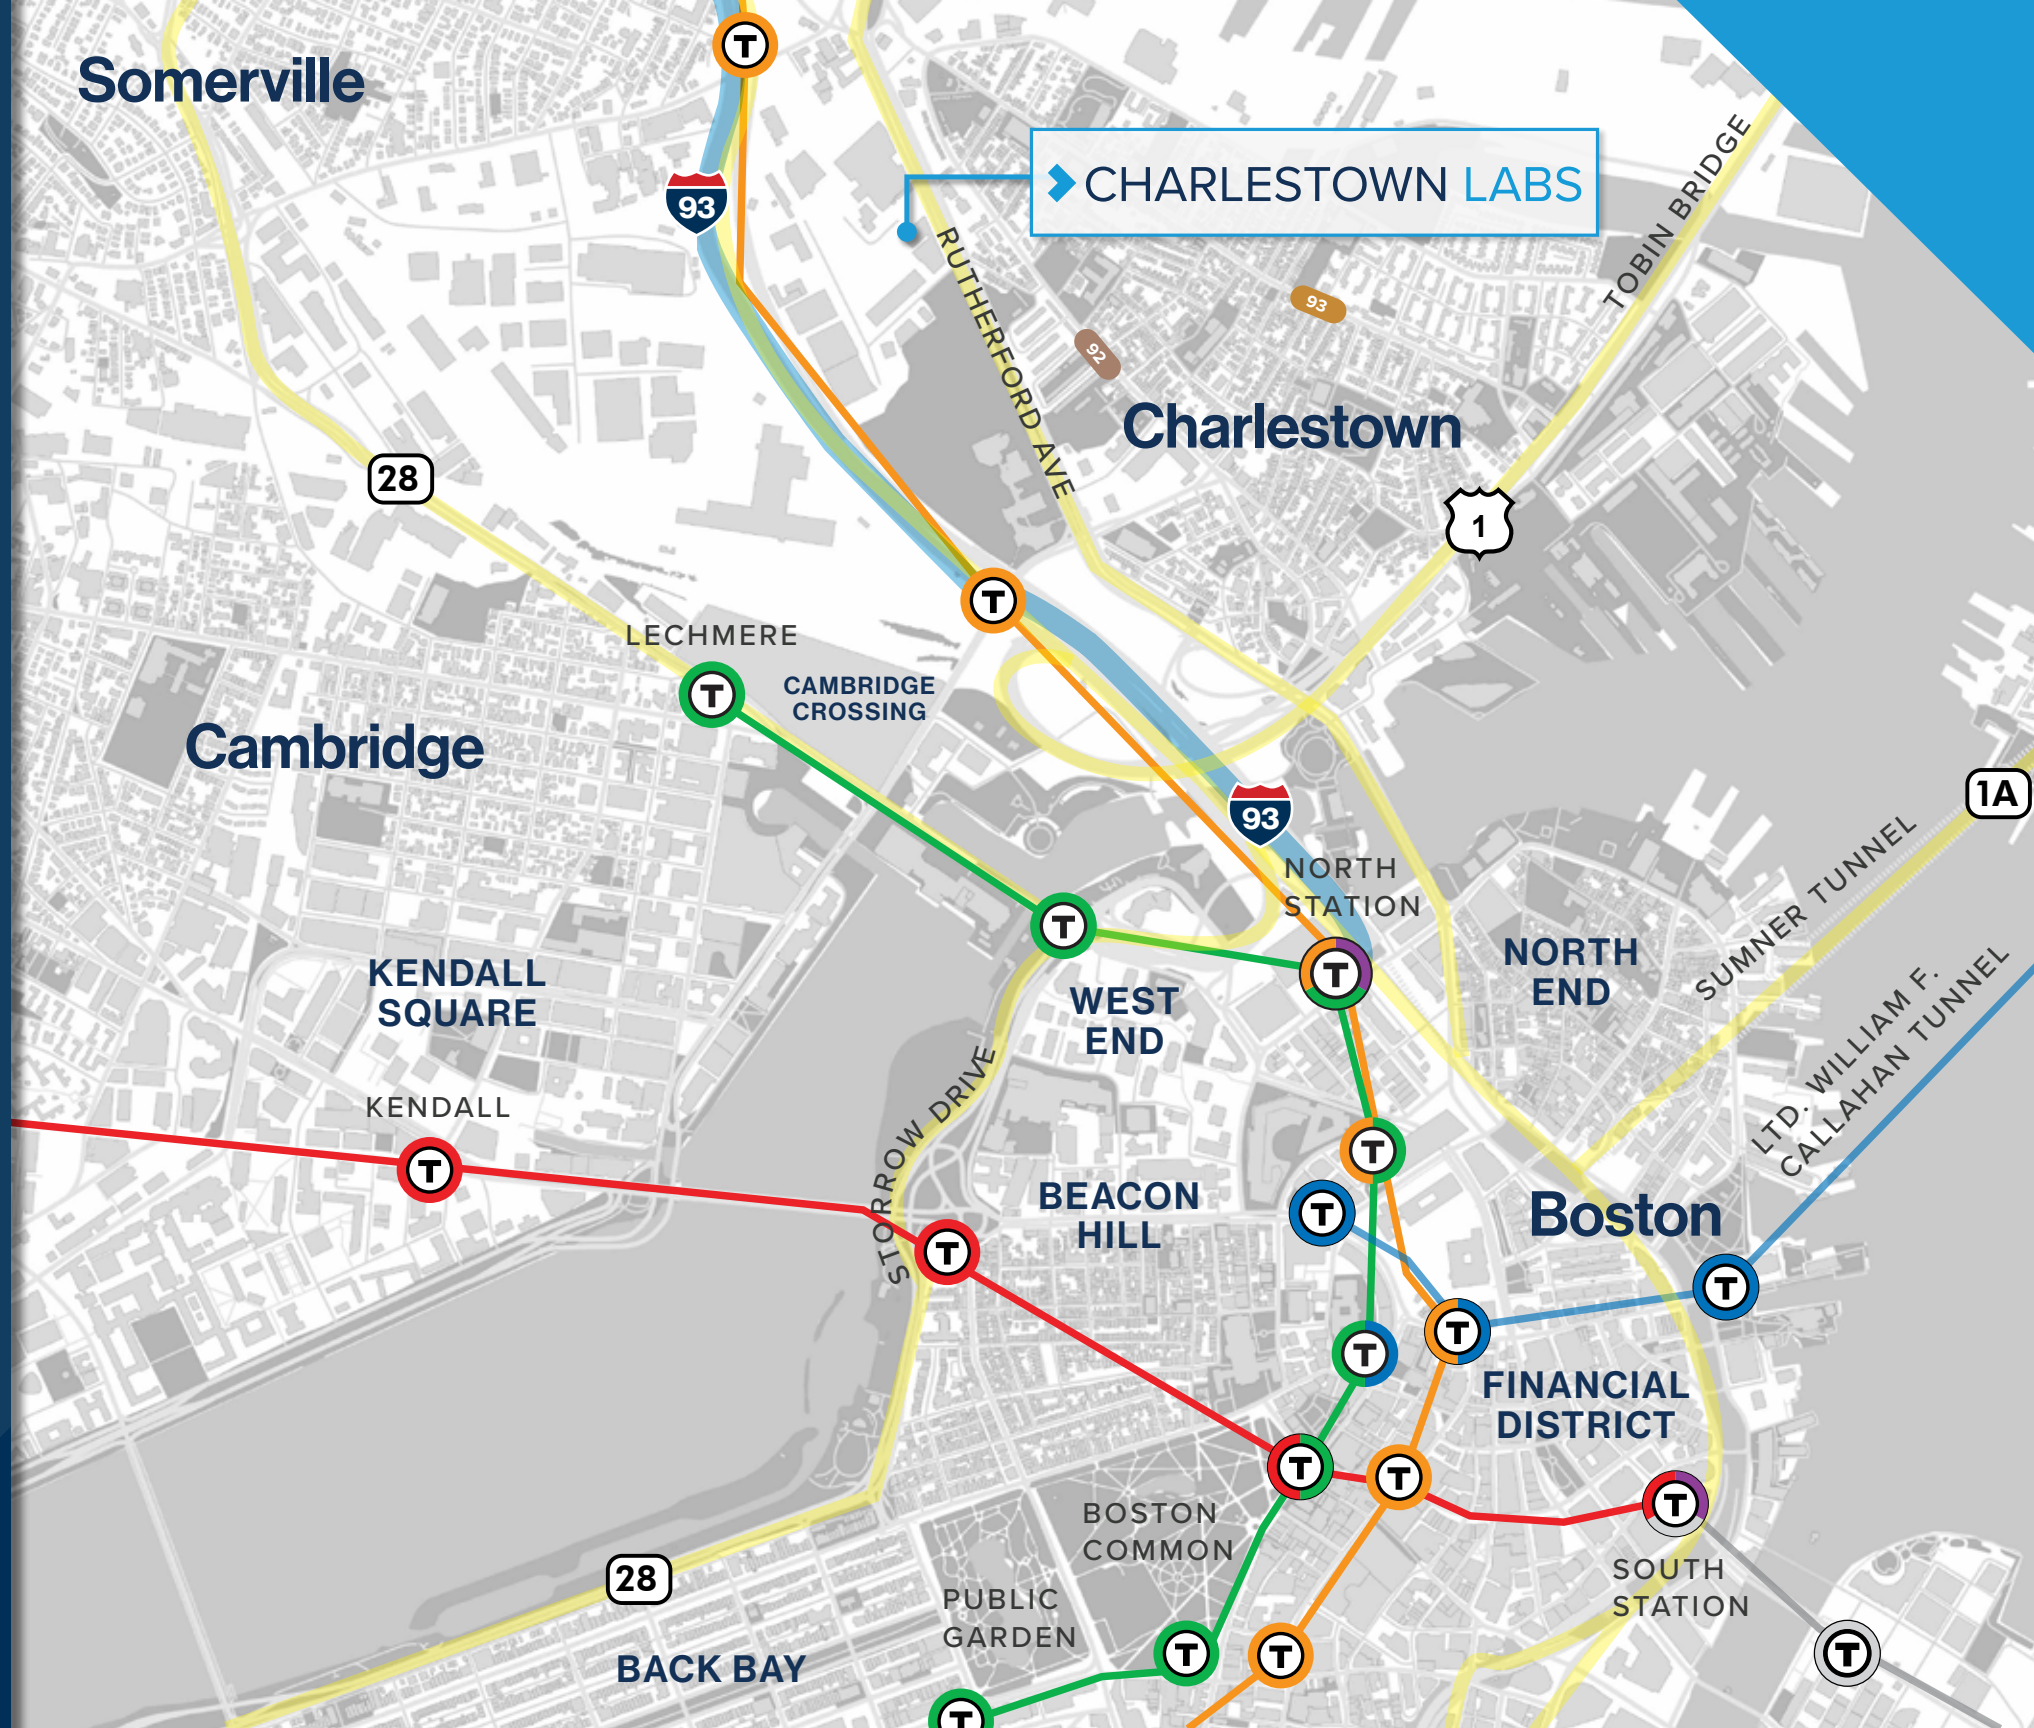 T
Somerville
93
CHARLESTOWN LABS
TOBIN BRIDGE
RUTHERFORD AVE
93
92
Charlestown
28
1
T
LECHMERE
T
CAMBRIDGE
CROSSING
Cambridge
93
1A
NORTH
STATION
SUMNER TUNNEL
T
T
NORTH
END
KENDALL
SQUARE
WEST
END
LTD. WILLIAM F.
CALLAHAN TUNNEL
STORROW DRIVE
KENDALL
T
T
BEACON
HILL
T
Boston
T
T
T
T
T
FINANCIAL
DISTRICT
T
T
T
BOSTON
COMMON
28
SOUTH
STATION
PUBLIC
GARDEN
BACK BAY
T
T
T
T